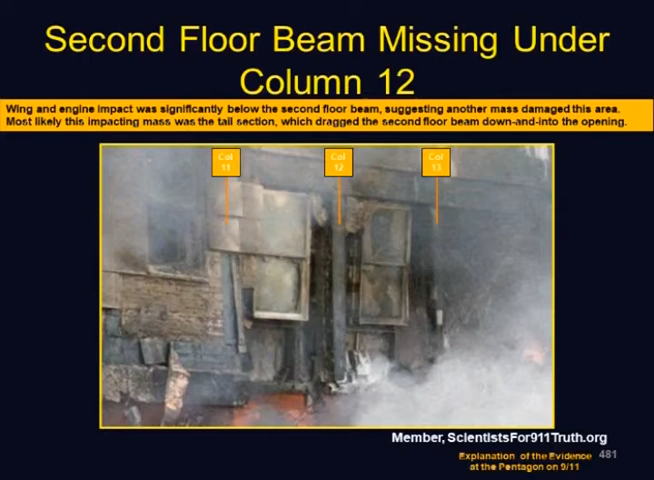 Second Floor Beam Missing Under
Column 12
Wing and engine impact was significantly below the second floor beam, suggesting another mass damaged this area.
Most likely this impacting mass was the tail section, which dragged the second floor beam down-and-into the opening.
Col
11
Col
12
Col
13
Member, ScientistsFor911Truth.org
Explanation of the Evidence 481
at the Pentagon on 9/11